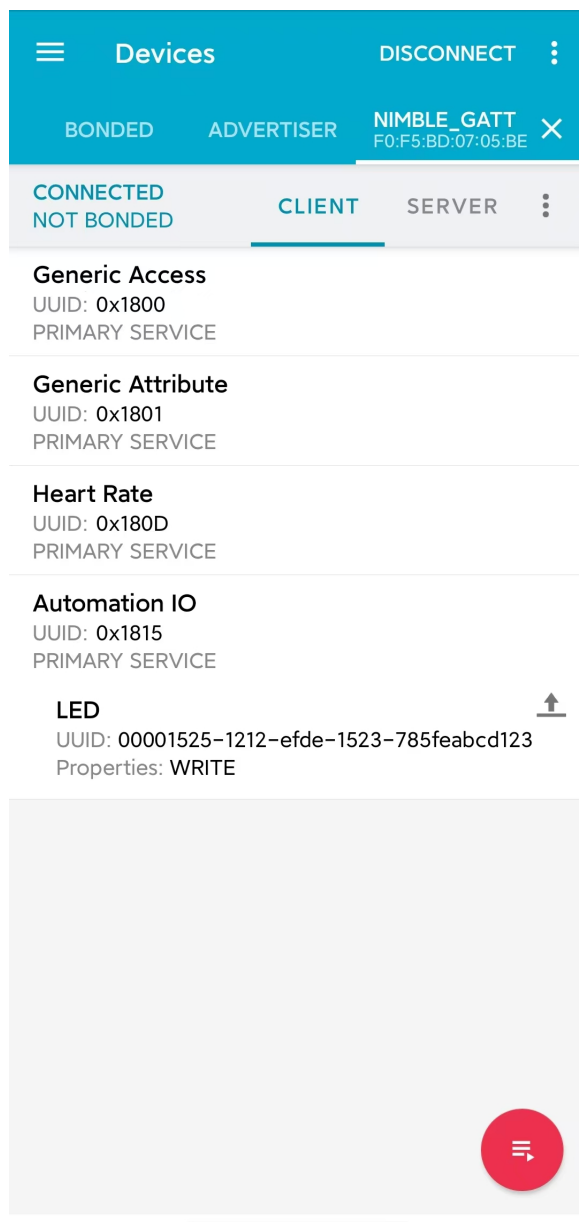 Devices
DISCONNECT
BONDED
ADVERTISER
NIMBLE_GATT
F0:F5:BD:07:05:BE
CONNECTED
NOT BONDED
CLIENT
SERVER
Generic Access
UUID: 0x1800
PRIMARY SERVICE
Generic Attribute
UUID: 0x1801
PRIMARY SERVICE
Heart Rate
UUID: 0x180D
PRIMARY SERVICE
Automation IO
UUID: 0x1815
PRIMARY SERVICE
LED
UUID: 00001525-1212-efde-1523-785feabcd123
Properties: WRITE